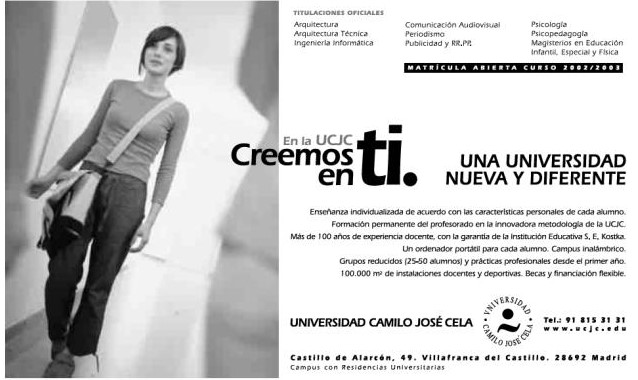 TITULACIONES OFICIALES
Arquitectura
Arquitectura Técnica
Ingeniería Informática
Comunicación Audiovisual
Periodismo
Publicidad y RR.PP.
Psicología
Psicopedagogía
Magisterios en Educación
Infantil, Especial y Física
MATRÍCULA ABIERTA CURSO 2002/2003
En la UCJC
Creemos
en ti.
UNA UNIVERSIDAD
NUEVA Y DIFERENTE
Enseñanza individualizada de acuerdo con las características personales de cada alumno.
Formación permanente del profesorado en la innovadora metodología de la UCJC.
Más de 100 años de experiencia docente, con la garantía de la Institución Educativa S, E, Kostka.
Un ordenador portátil para cada alumno. Campus inalámbrico.
Grupos reducidos (25-50 alumnos) y prácticas profesionales desde el primer año.
100.000 m² de instalaciones docentes y deportivas. Becas y financiación flexible.
UNIVERSIDAD CAMILO JOSÉ CELA
UNIVERSIDAD
CAMILO JOSÉ CELA
Tel.: 91 815 31 31
www.ucjc.edu
Castillo de Alarcón, 49. Villafranca del Castillo. 28692 Madrid
Campus con Residencias Universitarias